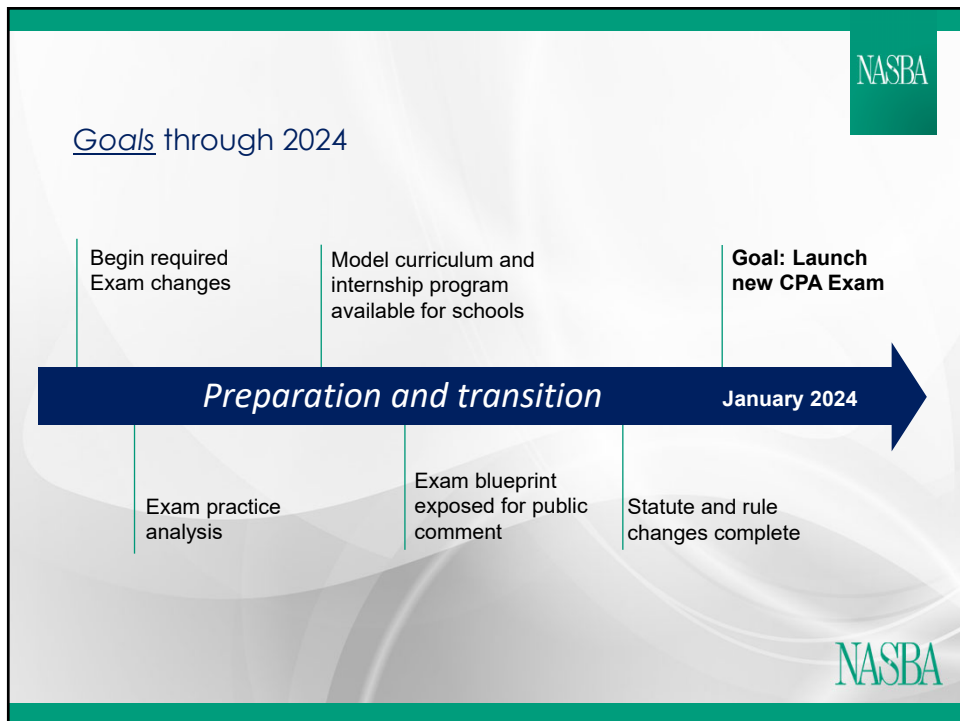 NASBA
Goals through 2024
Begin required
Exam changes
Model curriculum and
internship program
available for schools
Goal: Launch
new CPA Exam
Preparation and transition
January 2024
Exam practice
analysis
Exam blueprint
exposed for public
comment
Statute and rule
changes complete
NASBA